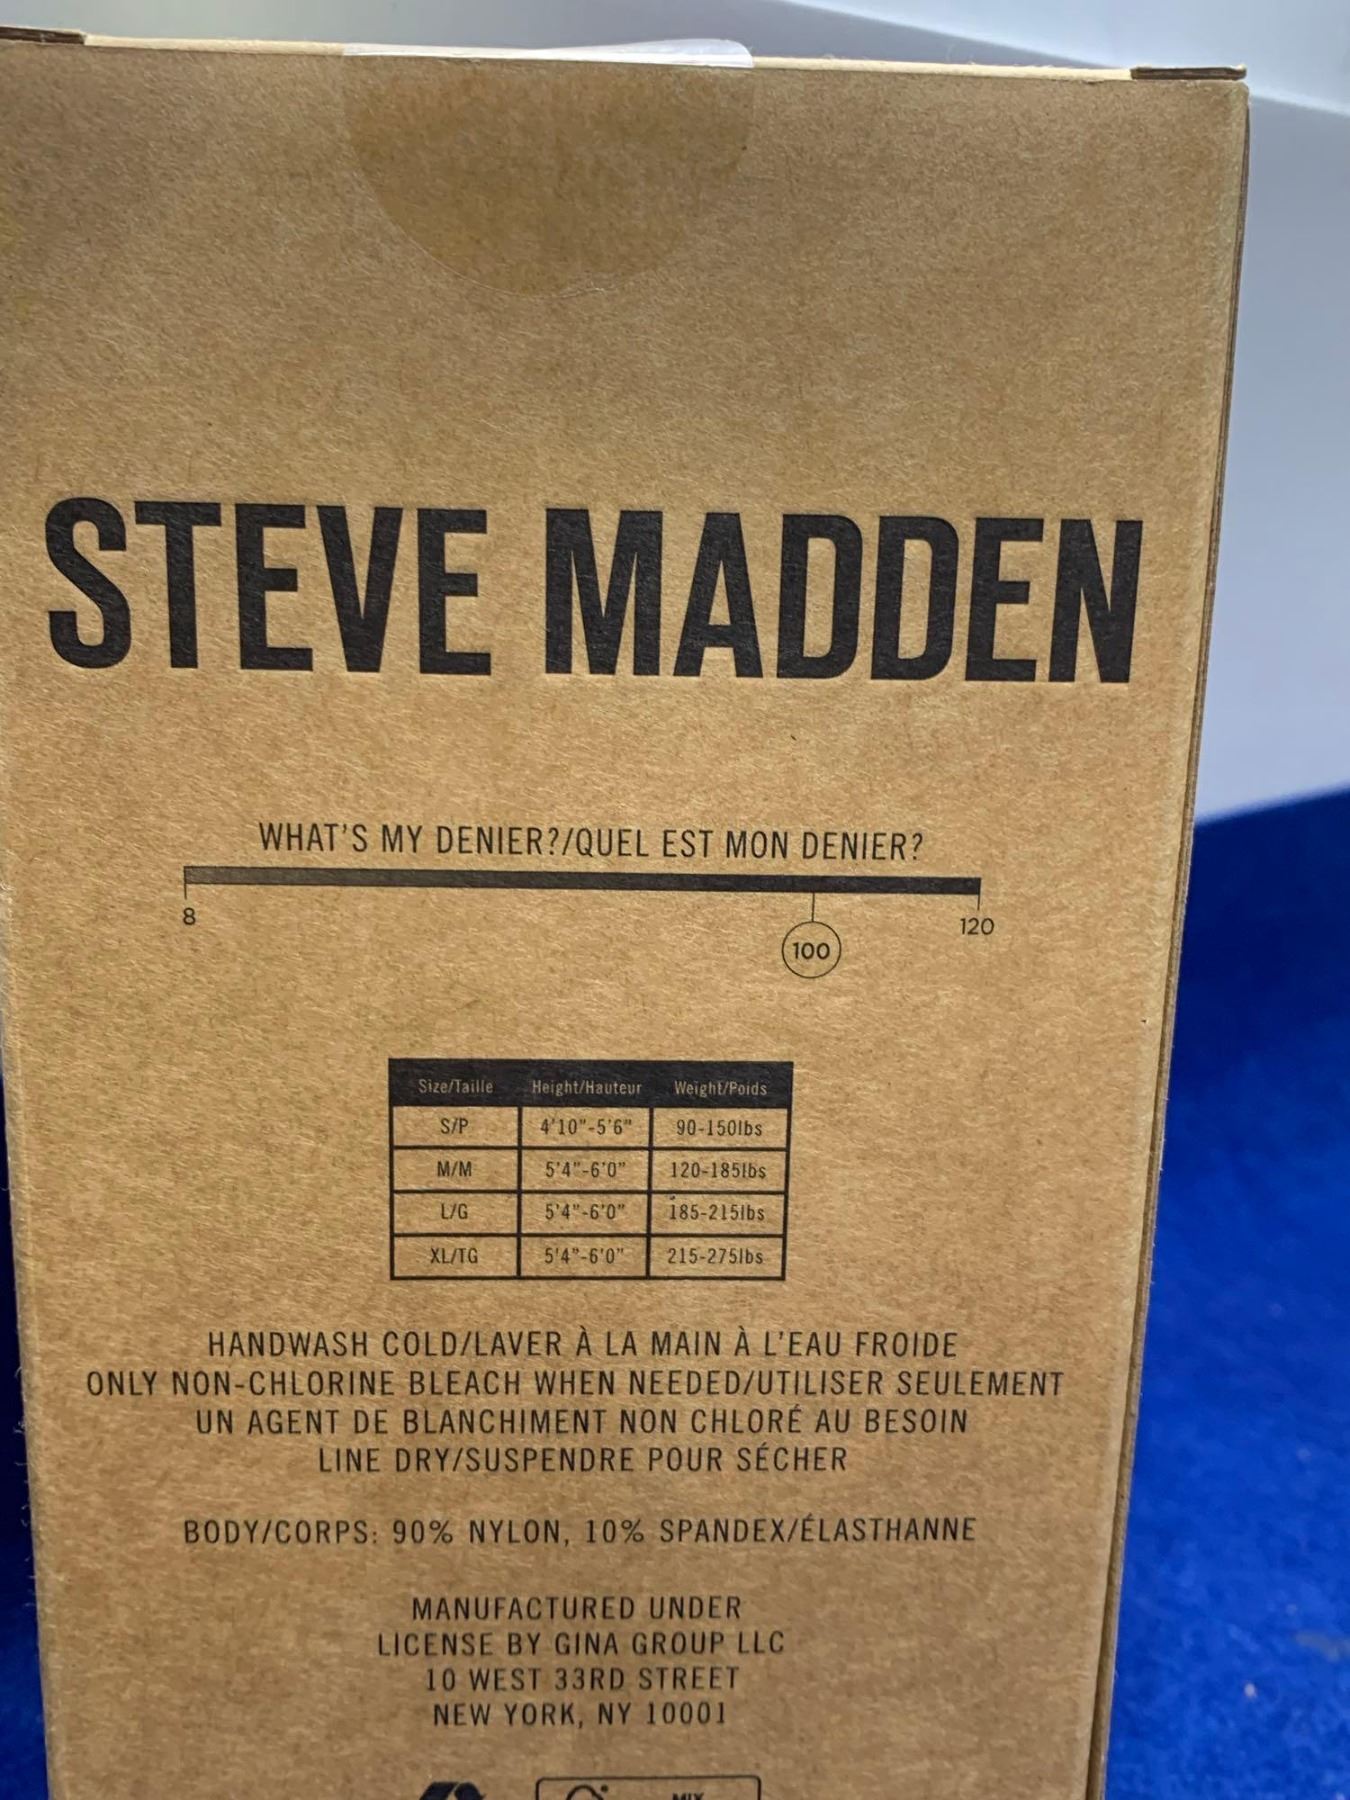 STEVE MADDEN
WHAT'S MY DENIER?/QUEL EST MON DENIER?
8 120
100
Size/Taille Height/Hauteur Weight/Poids
S/P 4'10"-5'6" 90-150lbs
M/M 5'4"-6'0" 120-185lbs
L/G 5'4"-6'0" 185-215lbs
XL/TG 5'4"-6'0" 215-275lbs
HANDWASH COLD/LAVER À LA MAIN À L'EAU FROIDE
ONLY NON-CHLORINE BLEACH WHEN NEEDED/UTILISER SEULEMENT
UN AGENT DE BLANCHIMENT NON CHLORÉ AU BESOIN
LINE DRY/SUSPENDRE POUR SÉCHER
BODY/CORPS: 90% NYLON, 10% SPANDEX/ÉLASTHANNE
MANUFACTURED UNDER
LICENSE BY GINA GROUP LLC
10 WEST 33RD STREET
NEW YORK, NY 10001
MIX